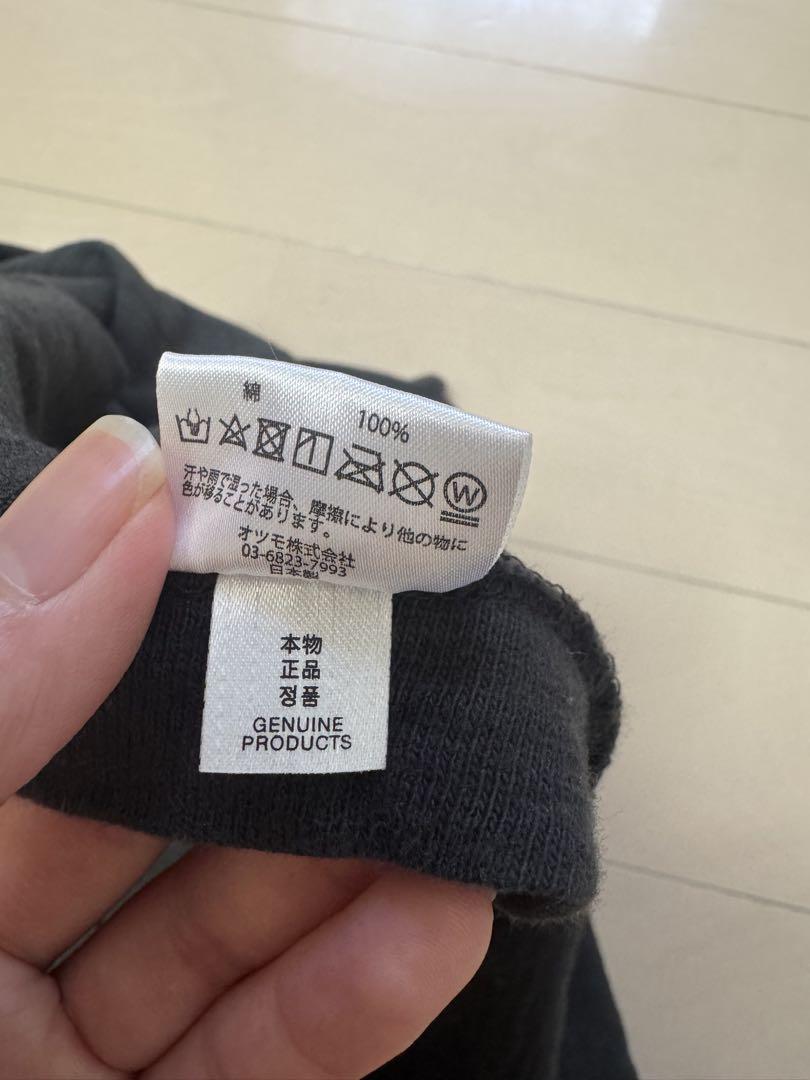 綿
100%
W
汗や雨で湿った場合、摩擦により他の物に
色が移ることがあります。
オツモ株式会社
03-6823-7993
日本製
本物
正品
정품
GENUINE
PRODUCTS